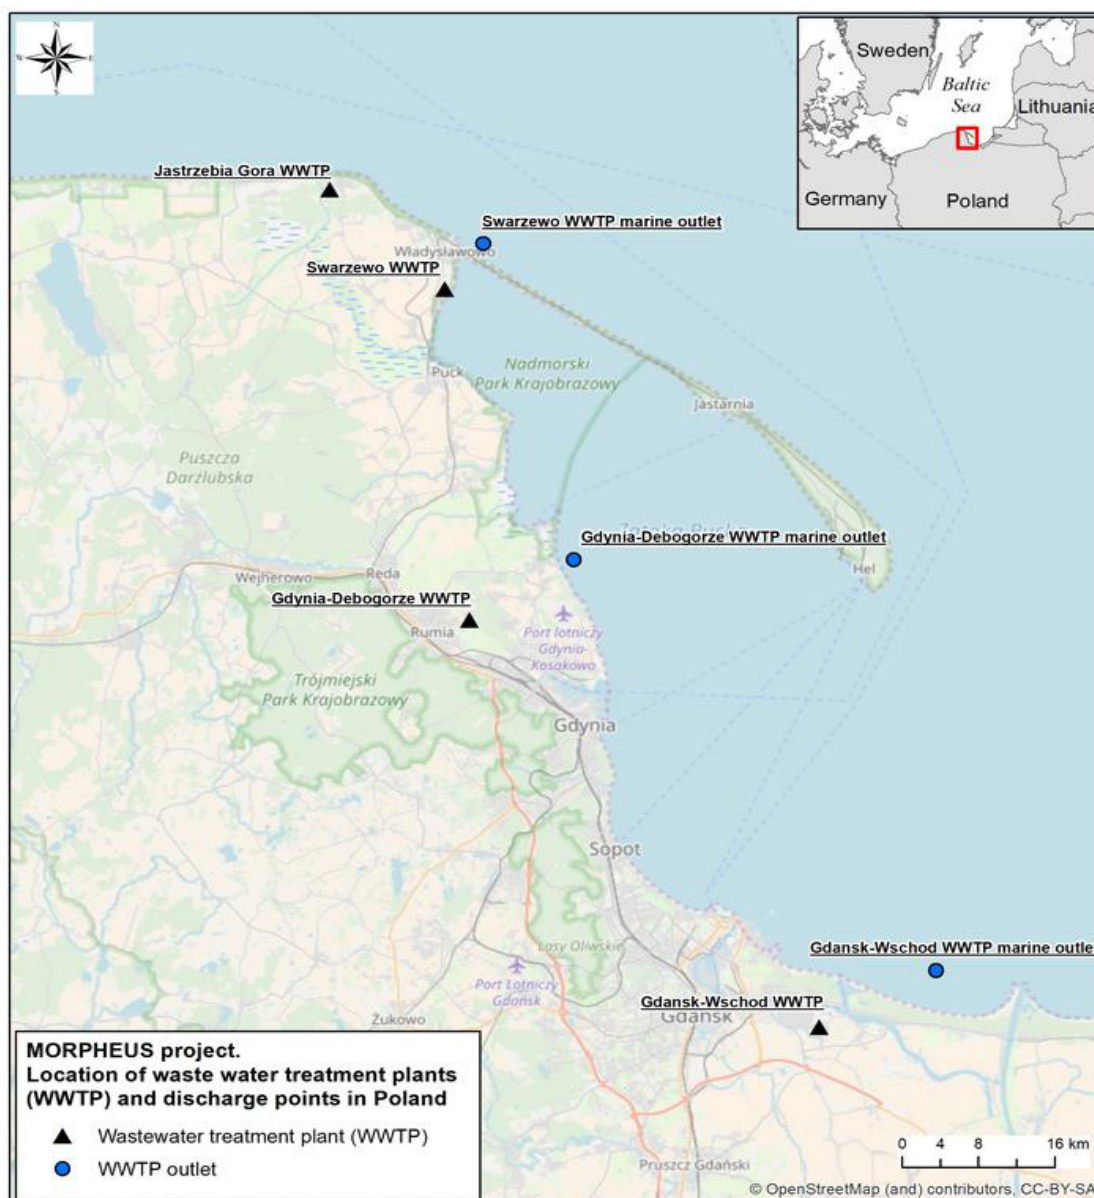 N
W
E
S
Sweden
Baltic
Sea
Lithuania
Germany
Poland
Jastrzebia Gora WWTP
Swarzewo WWTP marine outlet
Władysławowo
Swarzewo WWTP
Nadmorski
Park Krajobrazowy
Puck
Jastarnia
Puszcza
Darżlubska
Zatoka Pucka
Gdynia-Debogorze WWTP marine outlet
Hel
Wejherowo
Reda
Gdynia-Debogorze WWTP
Rumia
Port lotniczy
Gdynia-
Kosakowo
Trójmiejski
Park Krajobrazowy
Gdynia
Sopot
Lasy Oliwskie
Gdansk-Wschod WWTP marine outlet
Port Lotniczy
Gdańsk
Gdansk-Wschod WWTP
Gdańsk
Żukowo
MORPHEUS project.
Location of waste water treatment plants
(WWTP) and discharge points in Poland
Wastewater treatment plant (WWTP)
WWTP outlet
0 4 8 16 km
Pruszcz Gdański
© OpenStreetMap (and) contributors, CC-BY-SA